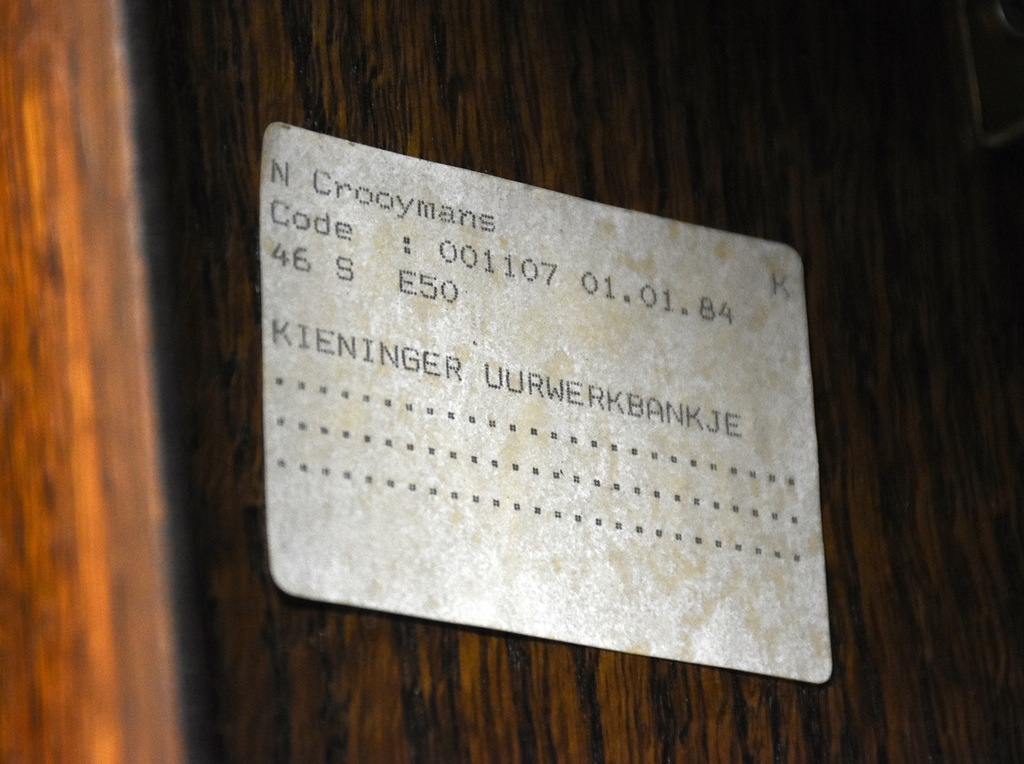 N Crooymans
Code : 001107 01.01.84 K
46 S E50
KIENINGER UURWERKBANKJE
..........................
..........................
..........................